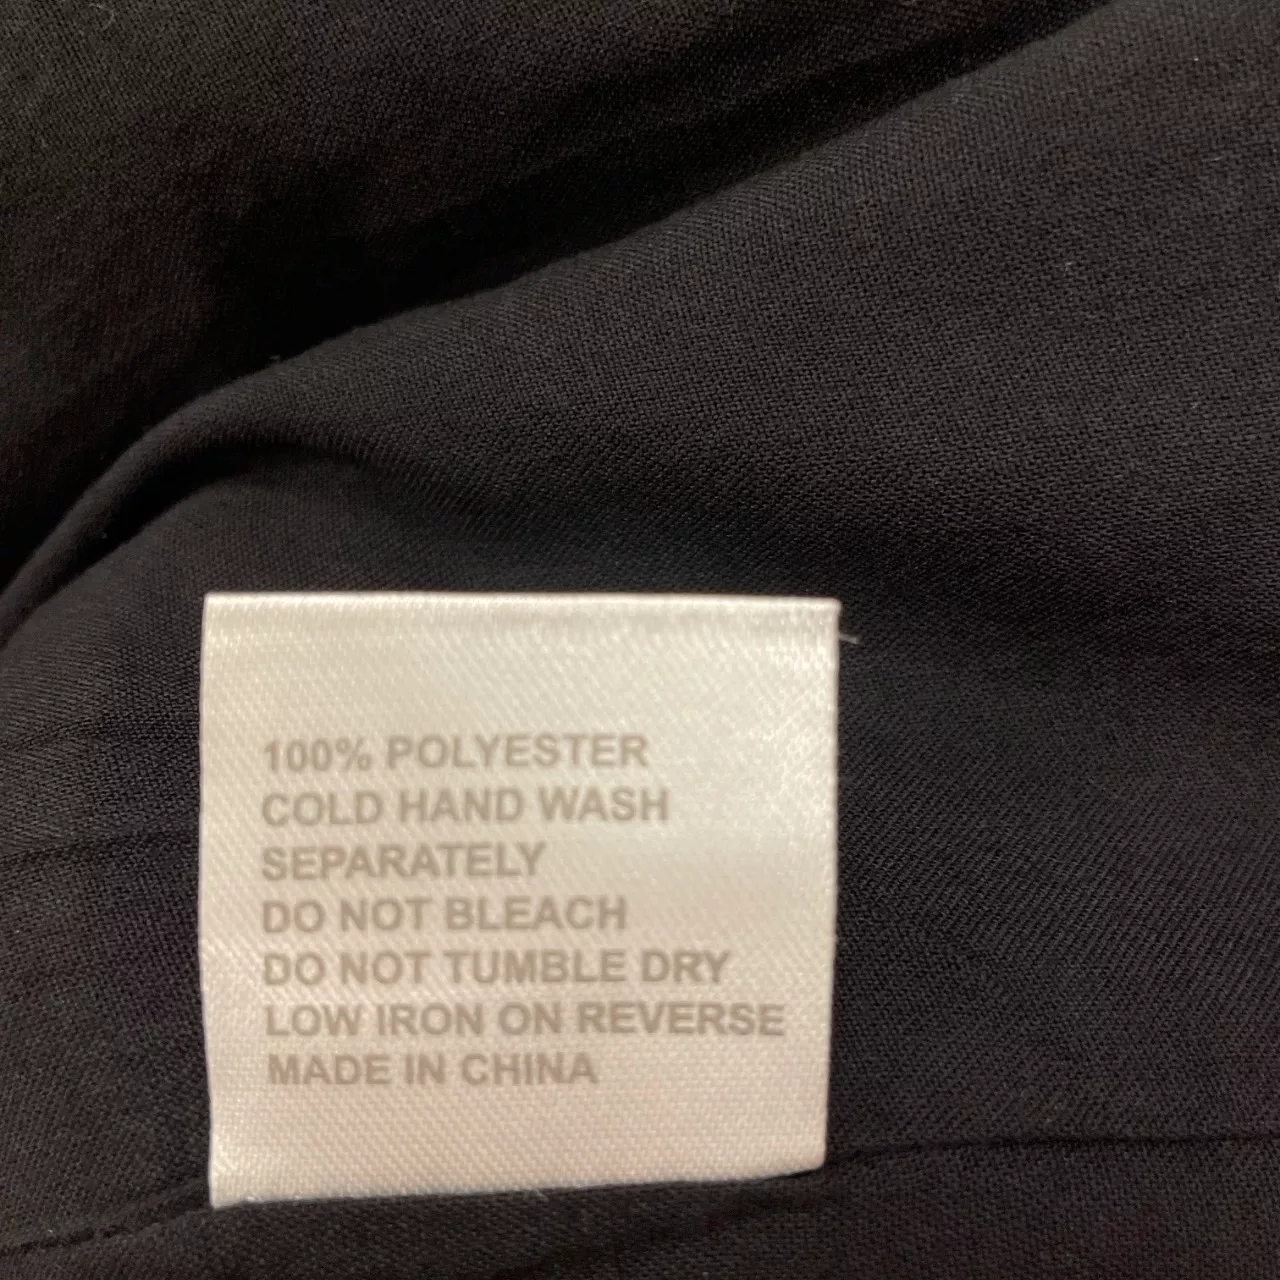 100% POLYESTER
COLD HAND WASH
SEPARATELY
DO NOT BLEACH
DO NOT TUMBLE DRY
LOW IRON ON REVERSE
MADE IN CHINA